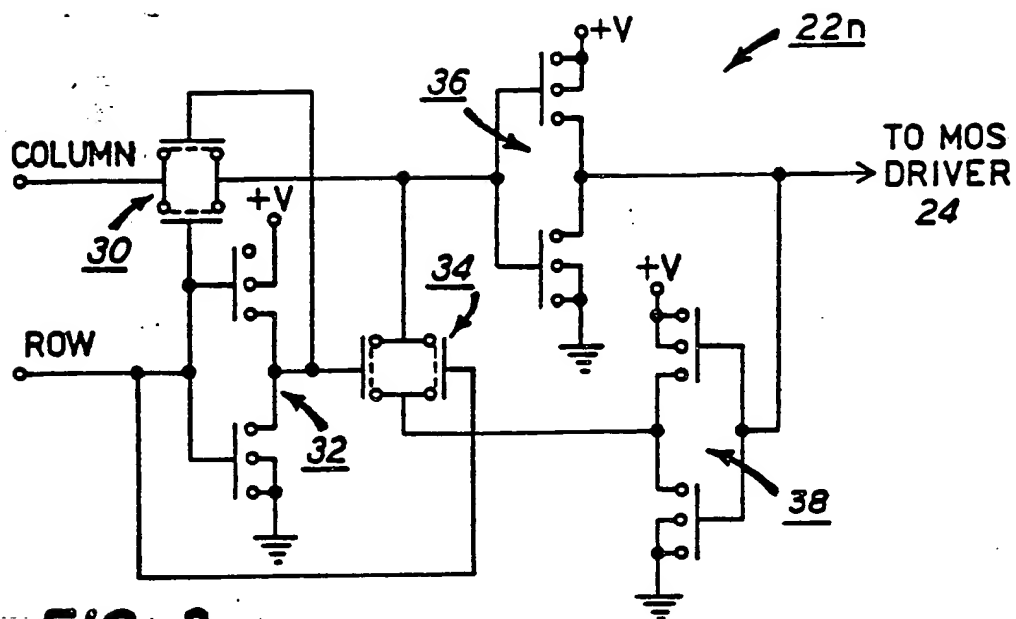 22n
+V
36
COLUMN
TO MOS
DRIVER
24
+V
30
34
+V
ROW
32
38